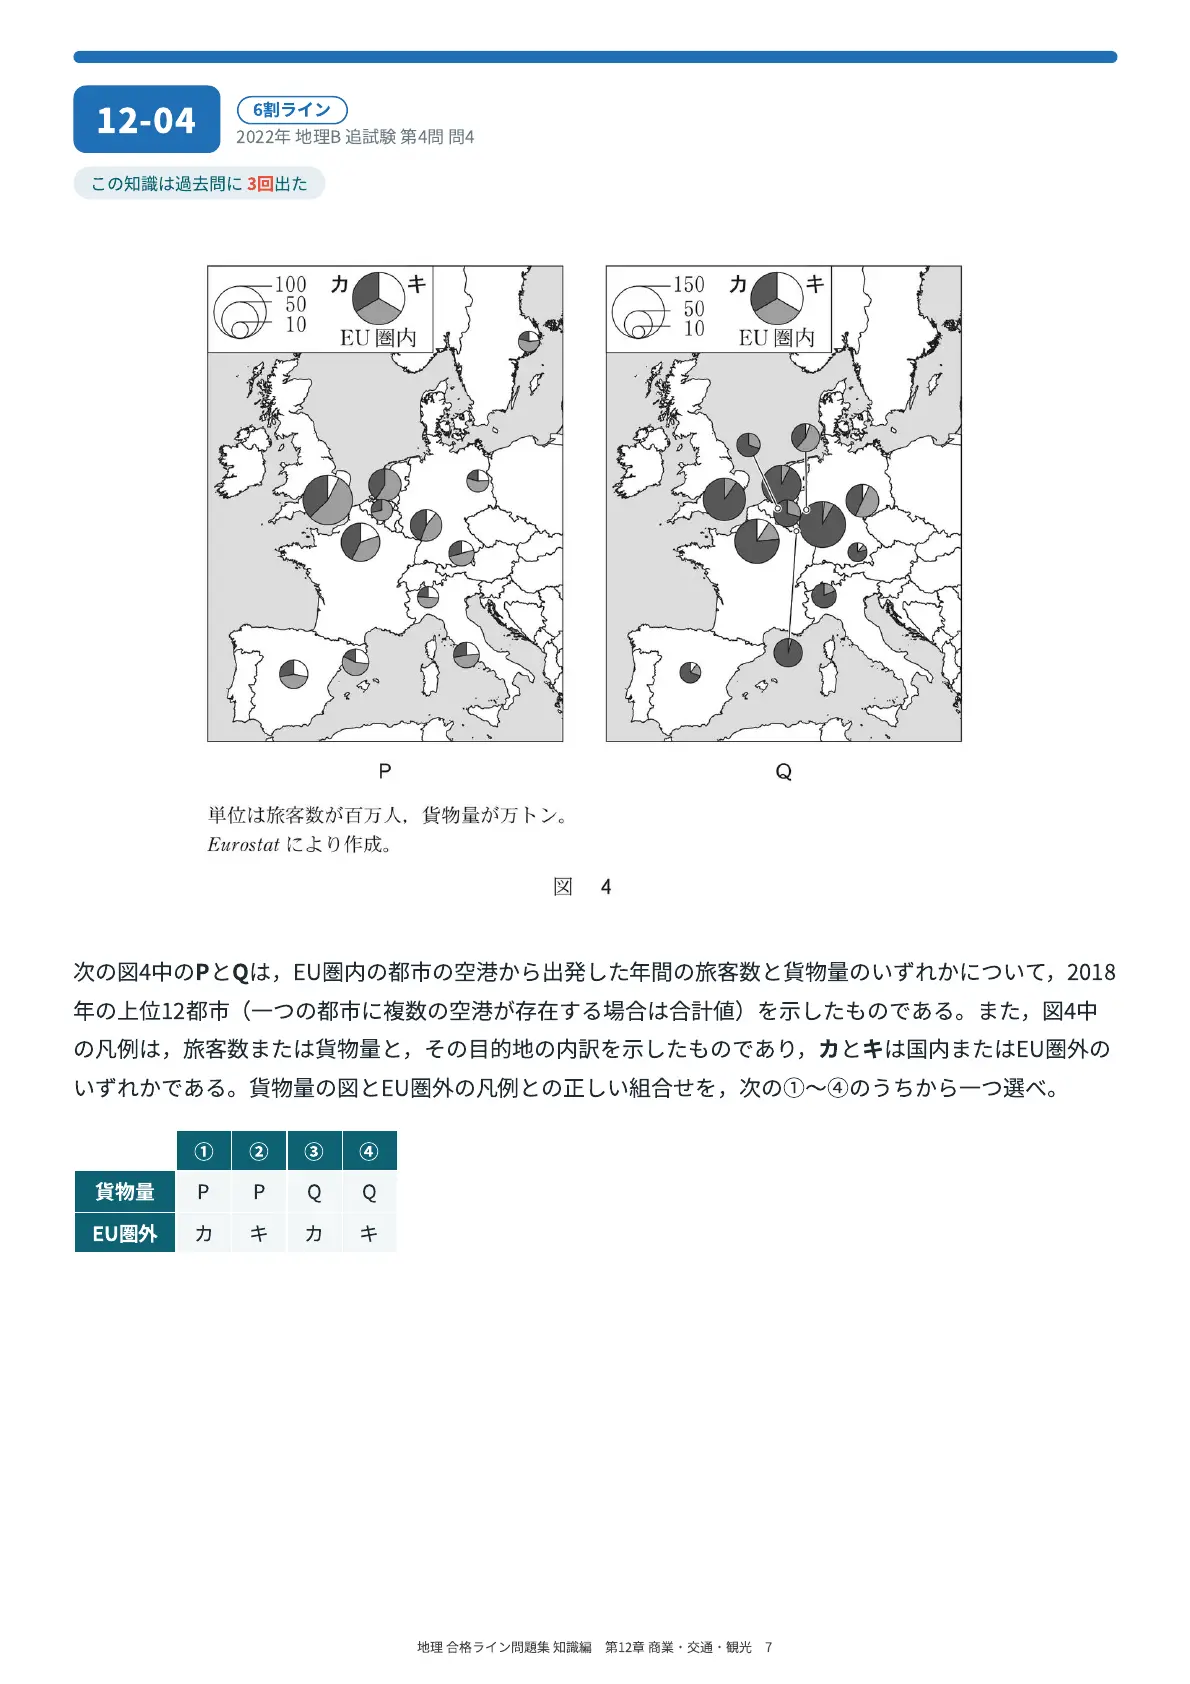 12-04
6割ライン
2022年 地理B 追試験 第4問 問4
この知識は過去問に 3回出た
100
50
10
カ
キ
EU圏内
150
50
10
カ
キ
EU圏内
P
Q
単位は旅客数が百万人，貨物量が万トン。
Eurostat により作成。
図 4
次の図4中のPとQは，EU圏内の都市の空港から出発した年間の旅客数と貨物量のいずれかについて，2018
年の上位12都市（一つの都市に複数の空港が存在する場合は合計値）を示したものである。また，図4中
の凡例は，旅客数または貨物量と，その目的地の内訳を示したものであり，カとキは国内またはEU圏外の
いずれかである。貨物量の図とEU圏外の凡例との正しい組合せを，次の①～④のうちから一つ選べ。
① ② ③ ④
貨物量 P P Q Q
EU圏外 カ キ カ キ
地理 合格ライン問題集 知識編 第12章 商業・交通・観光 7